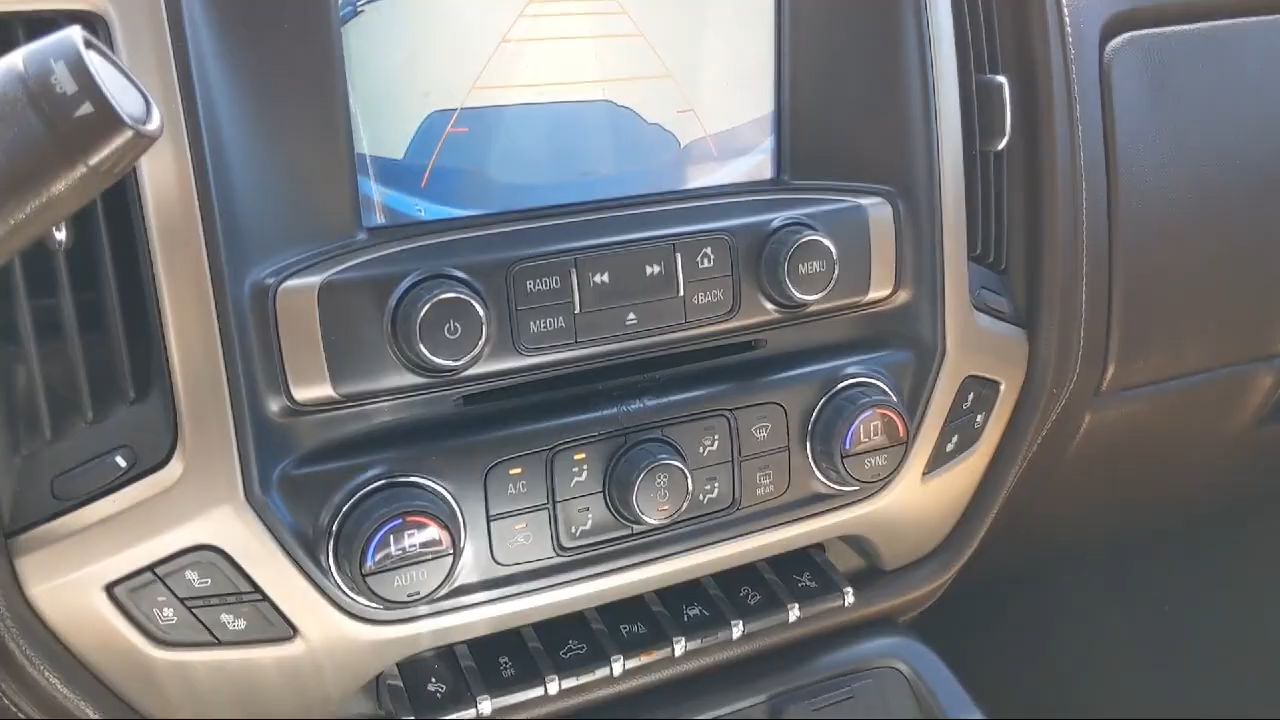 RADIO
MEDIA
BACK
MENU
A/C
LO
AUTO
LO
SYNC
REAR
OFF
P